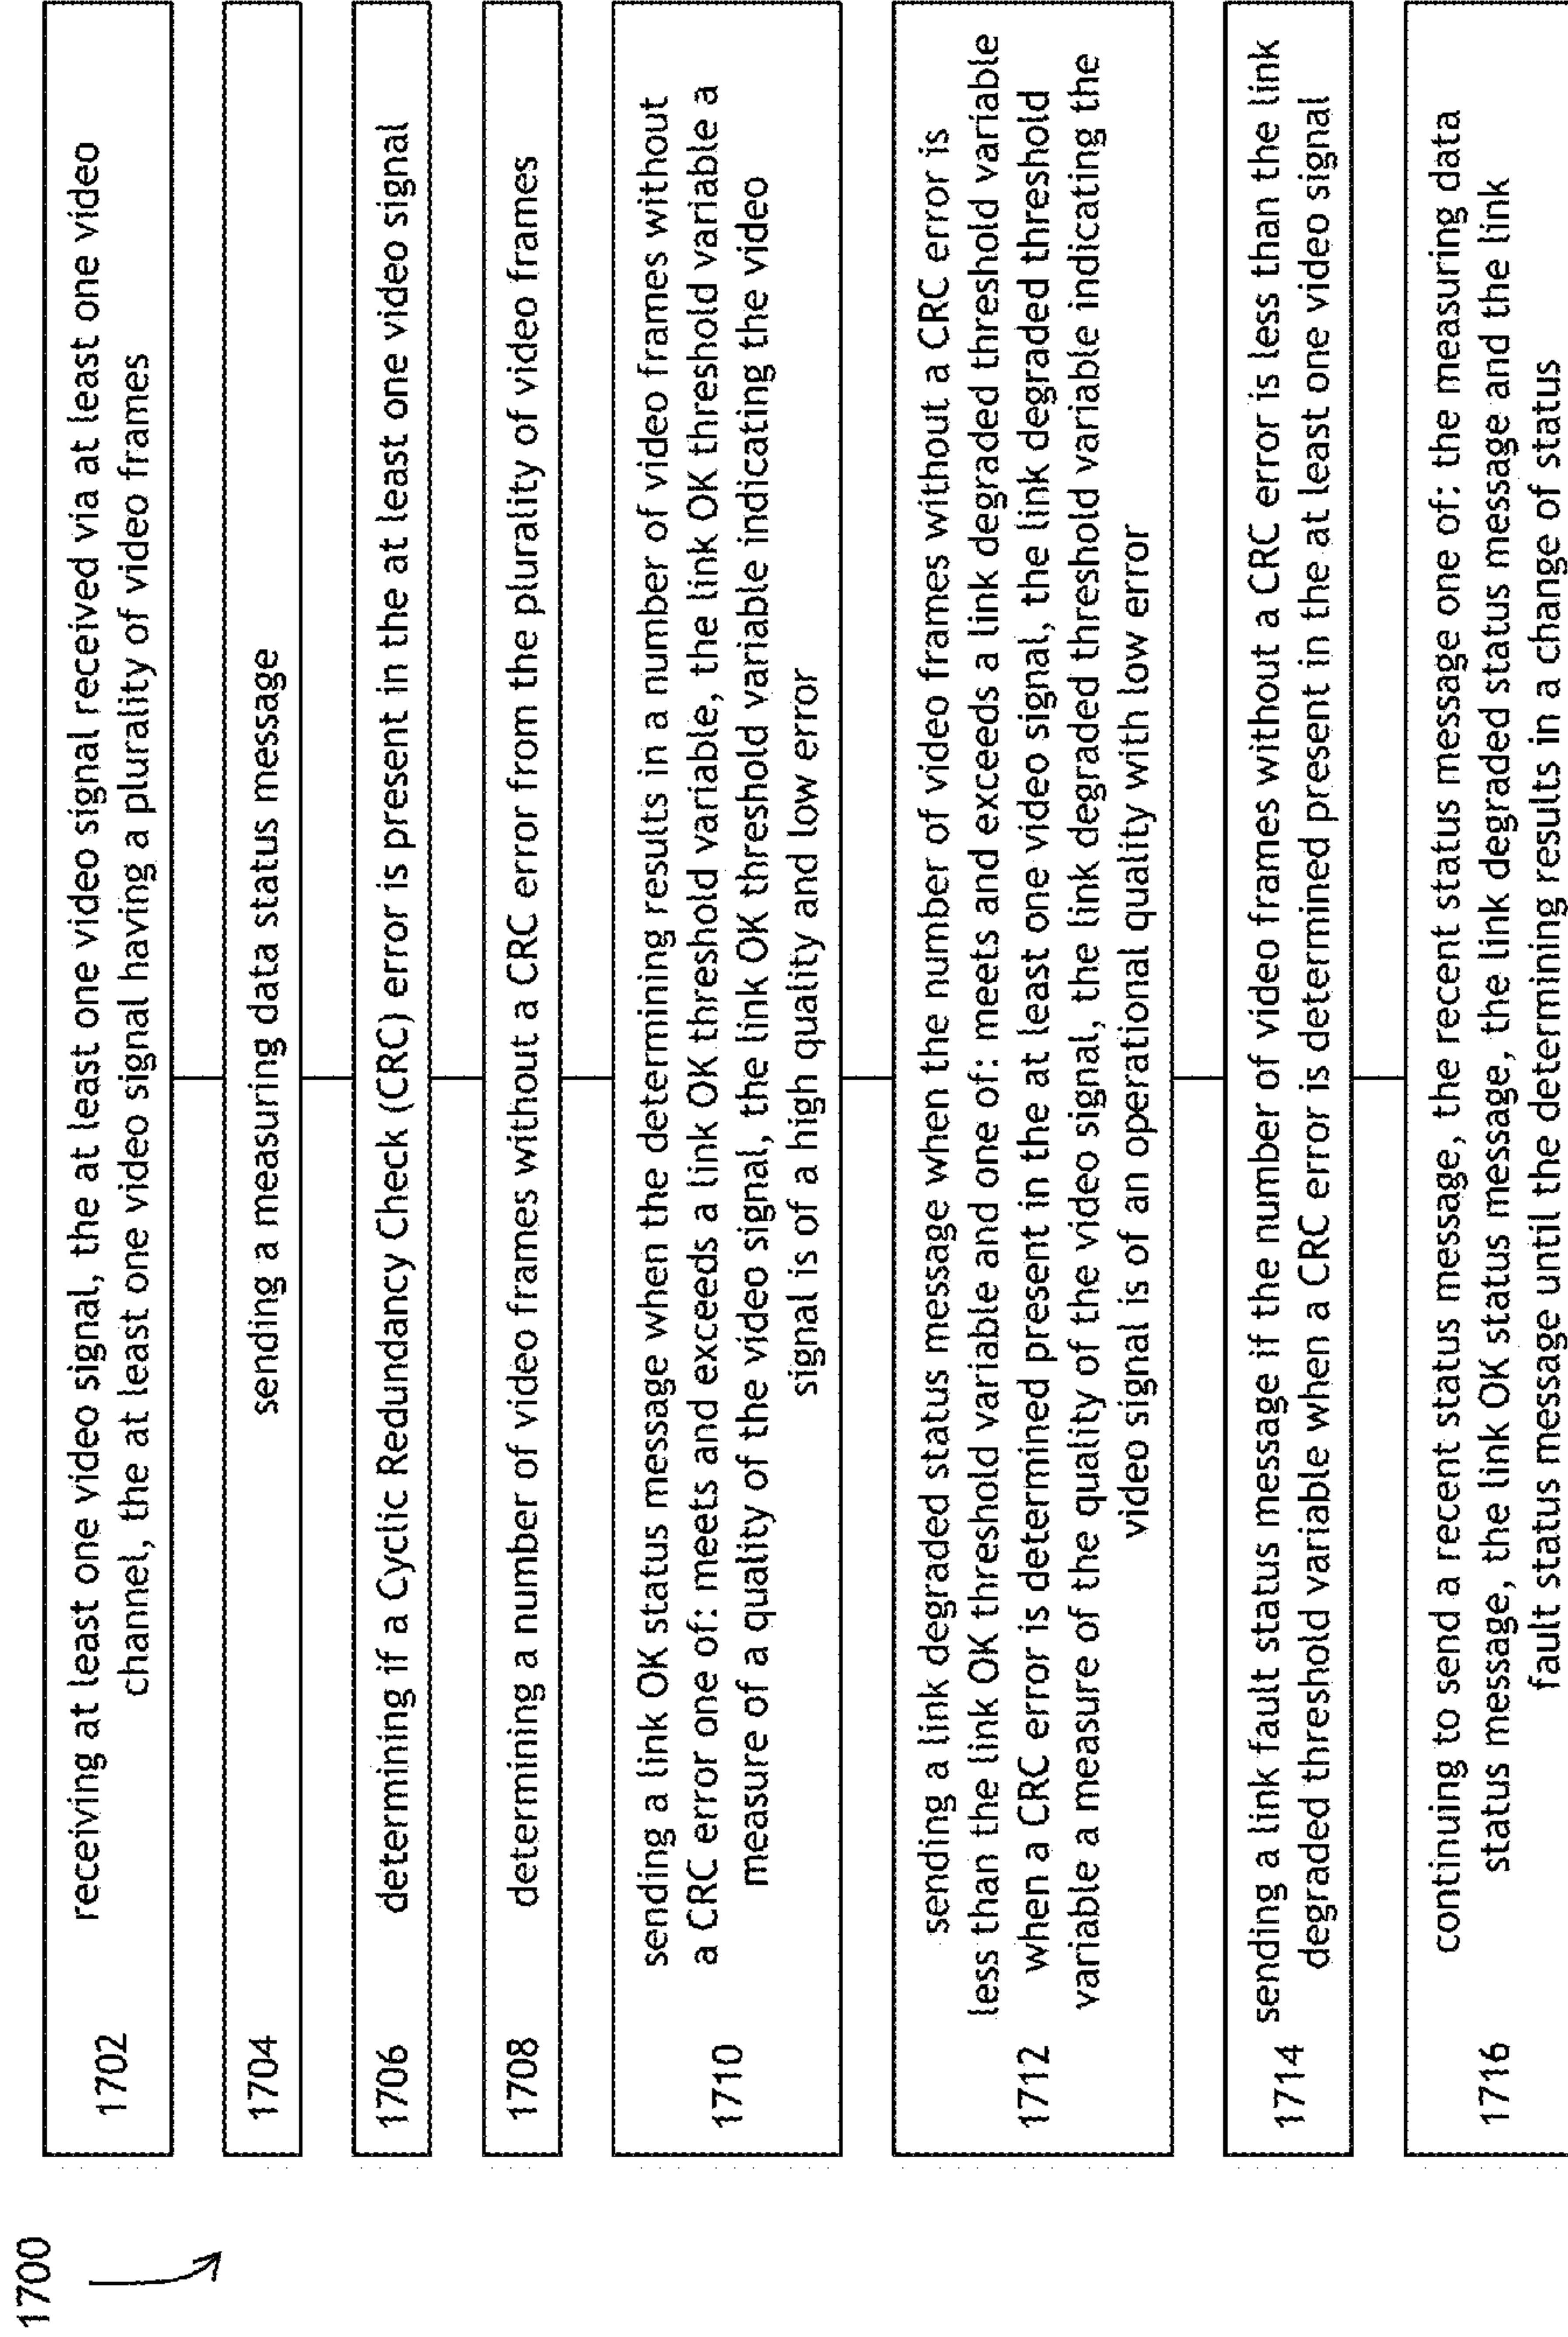 1700
1702
receiving at least one video signal, the at least one video signal received via at least one video
channel, the at least one video signal having a plurality of video frames
1704
sending a measuring data status message
1706
determining if a Cyclic Redundancy Check (CRC) error is present in the at least one video signal
1708
determining a number of video frames without a CRC error from the plurality of video frames
1710
sending a link OK status message when the determining results in a number of video frames without
a CRC error one of: meets and exceeds a link OK threshold variable, the link OK threshold variable a
measure of a quality of the video signal, the link OK threshold variable indicating the video
signal is of a high quality and low error
1712
sending a link degraded status message when the number of video frames without a CRC error is
less than the link OK threshold variable and one of: meets and exceeds a link degraded threshold variable
when a CRC error is determined present in the at least one video signal, the link degraded threshold
variable a measure of the quality of the video signal, the link degraded threshold variable indicating the
video signal is of an operational quality with low error
1714
sending a link fault status message if the number of video frames without a CRC error is less than the link
degraded threshold variable when a CRC error is determined present in the at least one video signal
1716
continuing to send a recent status message, the recent status message one of: the measuring data
status message, the link OK status message, the link degraded status message and the link
fault status message until the determining results in a change of status